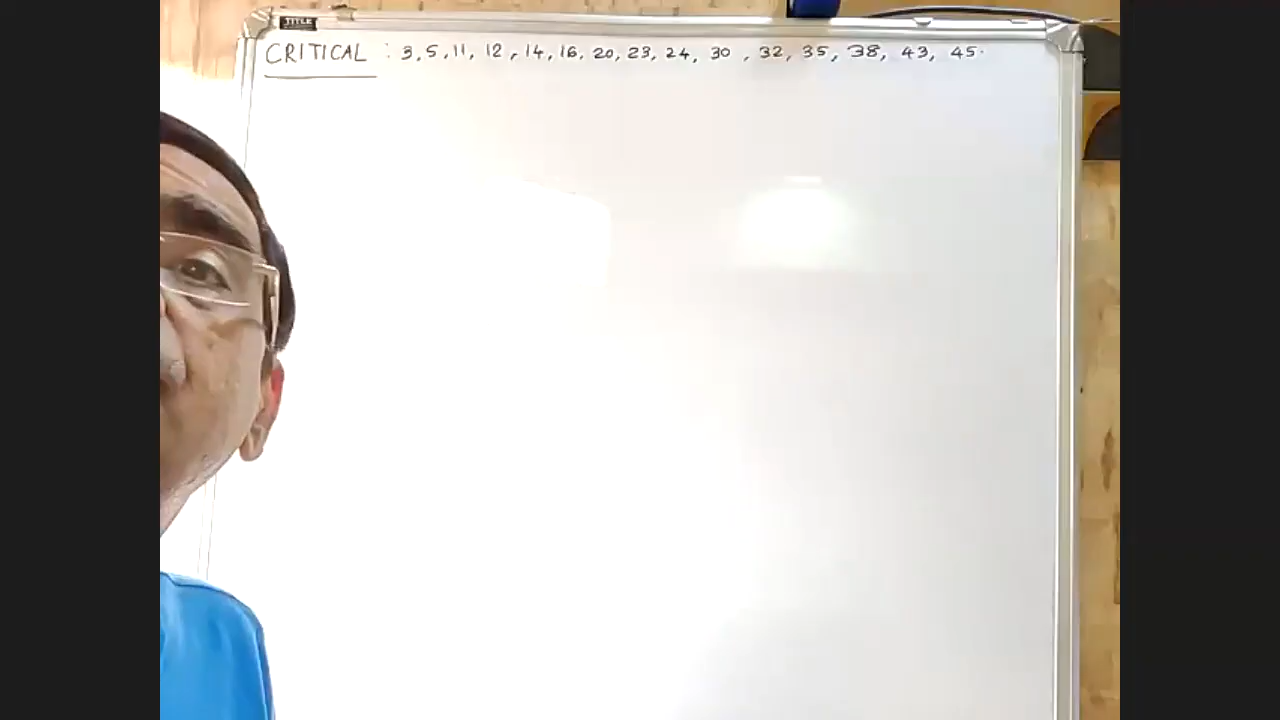 TITLE
CRITICAL : 3, 5, 11, 12, 14, 16, 20, 23, 24, 30, 32, 35, 38, 43, 45.